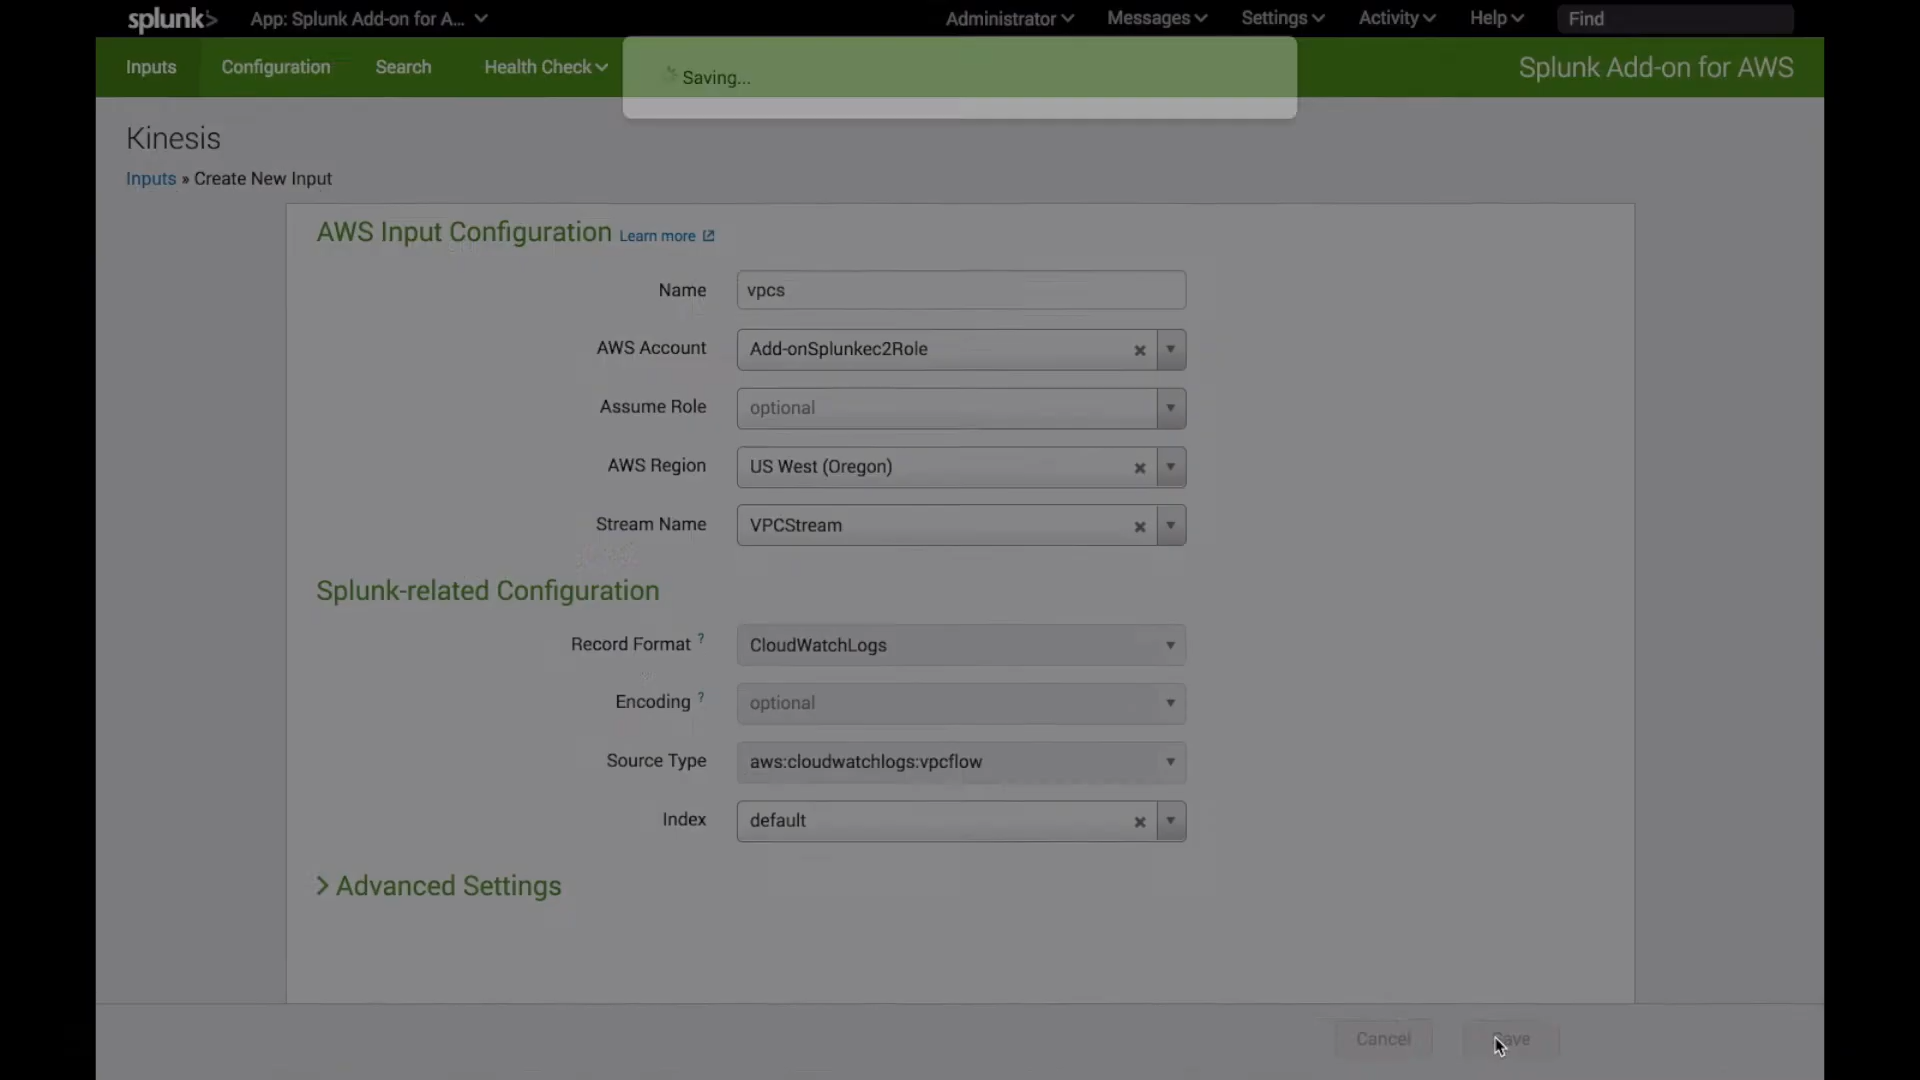 splunk> App: Splunk Add-on for A... Administrator Messages Settings Activity Help Find
Inputs Configuration Search Health Check Saving... Splunk Add-on for AWS
Kinesis
Inputs » Create New Input
AWS Input Configuration Learn more
Name vpcs
AWS Account Add-onSplunkec2Role
Assume Role optional
AWS Region US West (Oregon)
Stream Name VPCStream
Splunk-related Configuration
Record Format ? CloudWatchLogs
Encoding ? optional
Source Type aws:cloudwatchlogs:vpcflow
Index default
Advanced Settings
Cancel Save